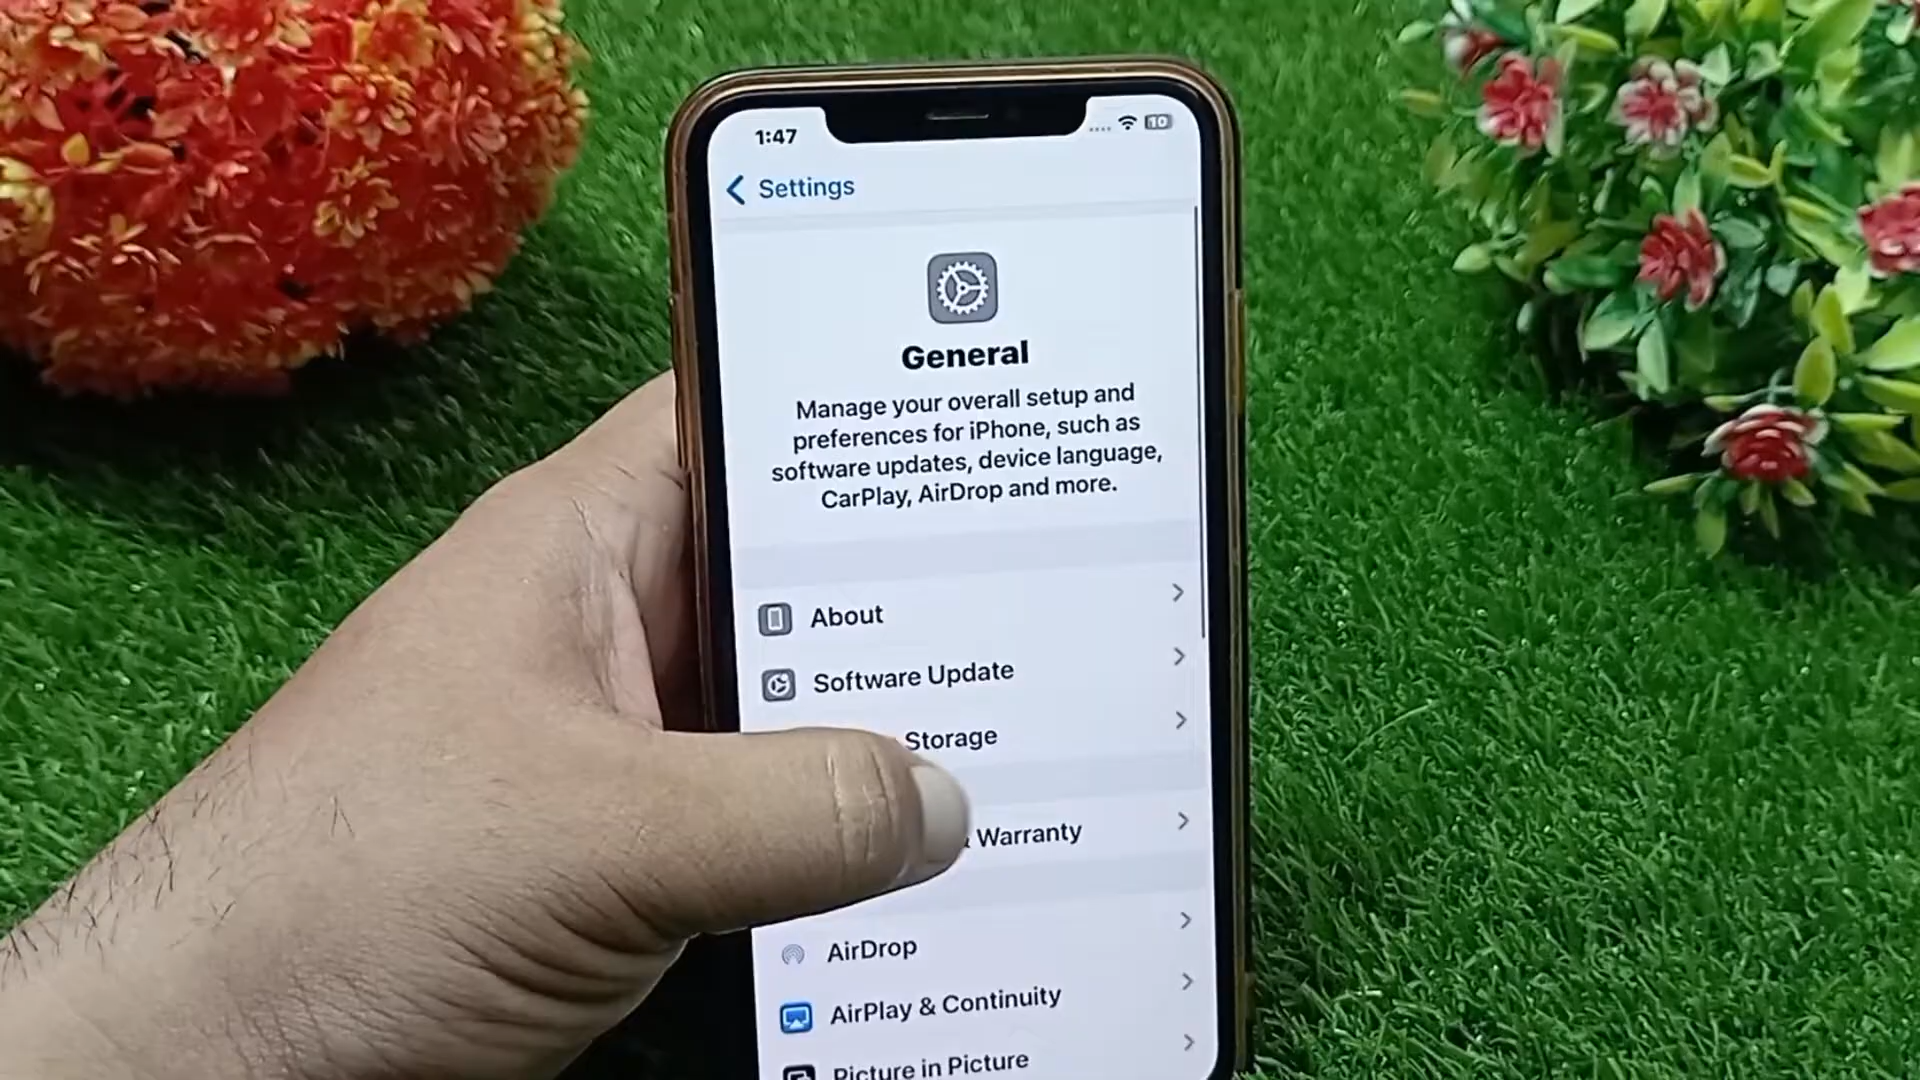 1:47
10
Settings
General
Manage your overall setup and
preferences for iPhone, such as
software updates, device language,
CarPlay, AirDrop and more.
About
Software Update
Storage
& Warranty
AirDrop
AirPlay & Continuity
Picture in Picture